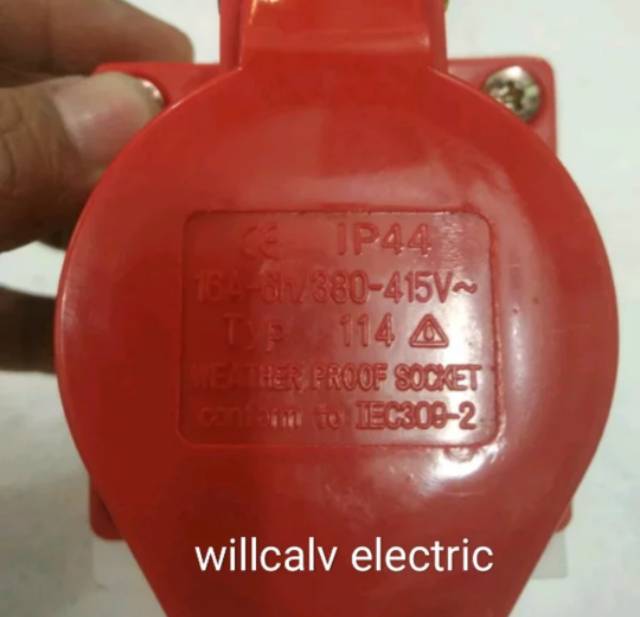 CE IP44
16A-6h/380-415V~
Typ 114
WEATHER PROOF SOCKET
conform to IEC309-2
willcalv electric